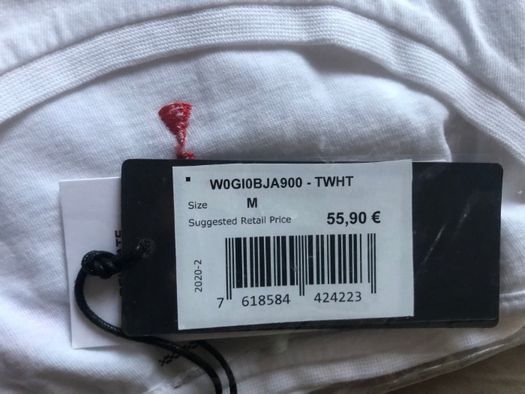 W0GI0BJA900 - TWHT
Size M
Suggested Retail Price 55,90 €
2020-2
7 618584 424223